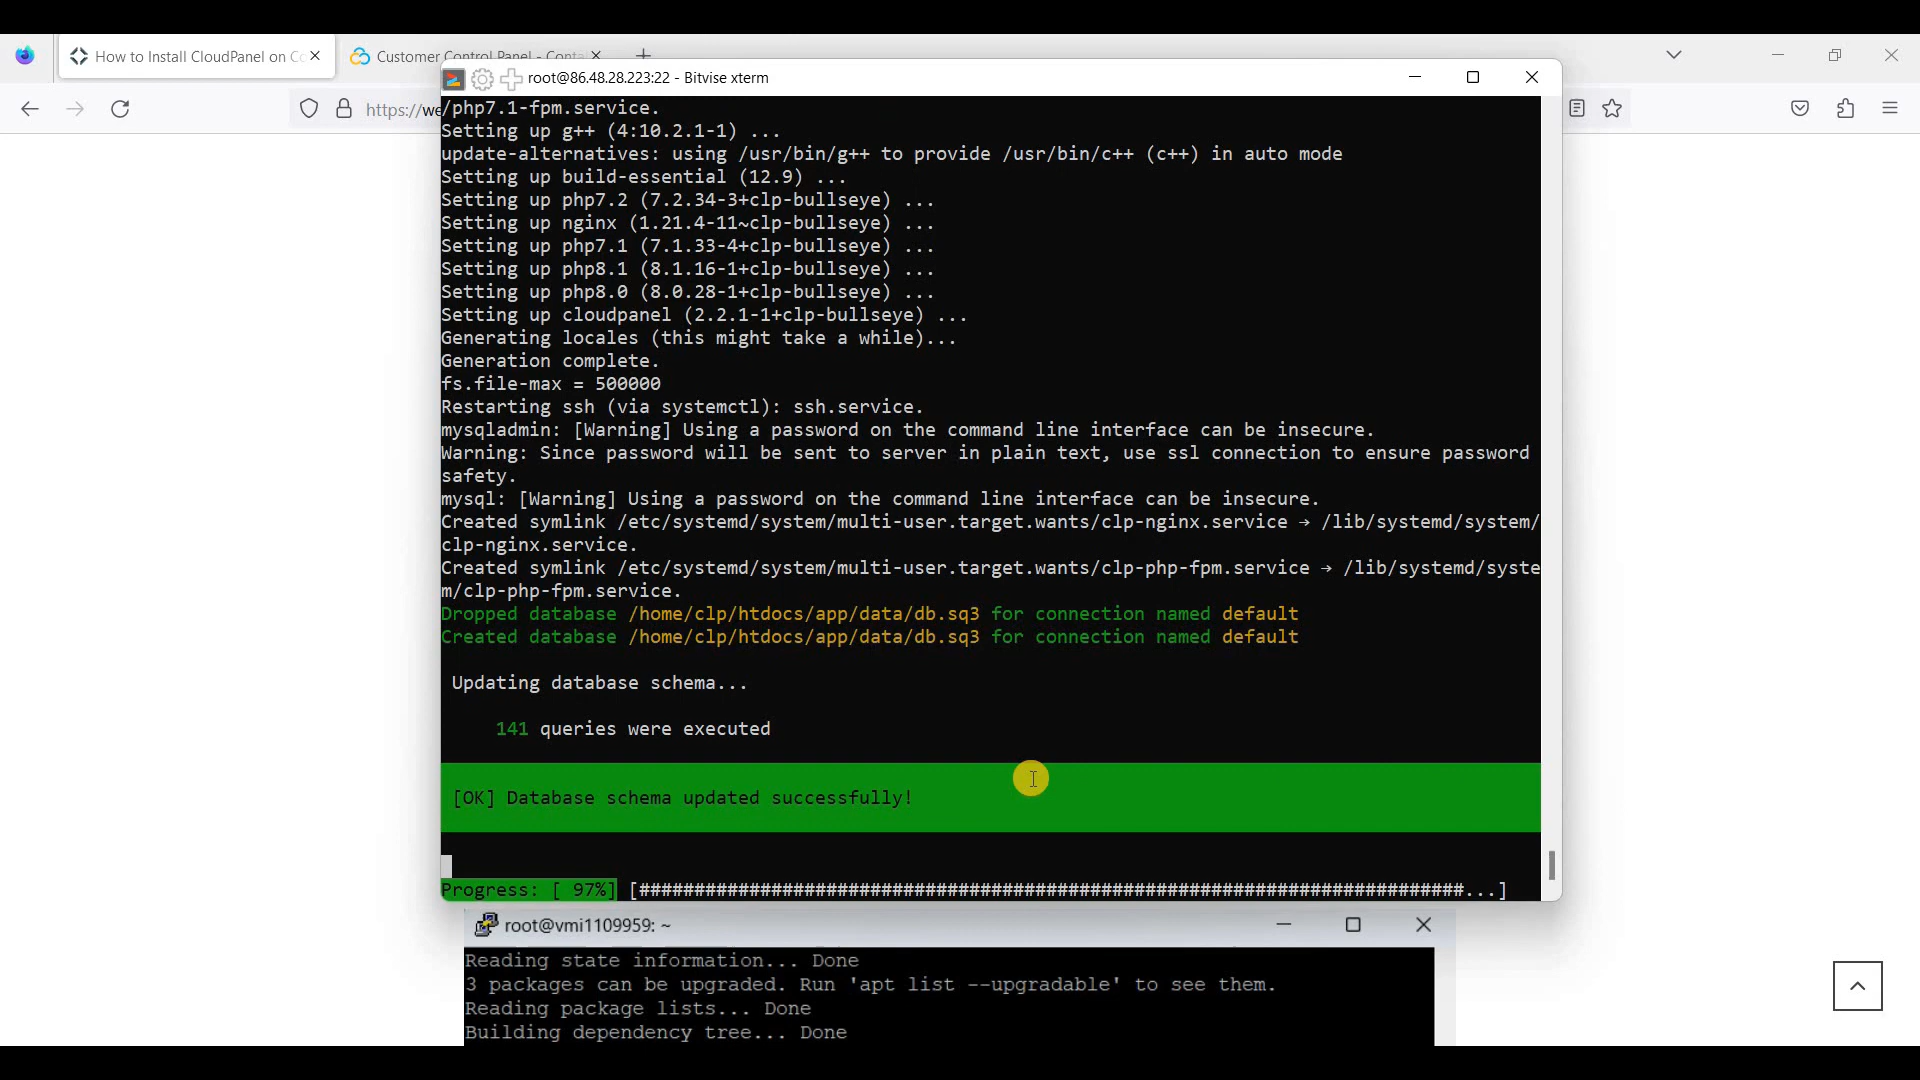 How to Install CloudPanel on Co
Customer Control Panel - Conta
https://we
root@86.48.28.223:22 - Bitvise xterm
/php7.1-fpm.service.
Setting up g++ (4:10.2.1-1) ...
update-alternatives: using /usr/bin/g++ to provide /usr/bin/c++ (c++) in auto mode
Setting up build-essential (12.9) ...
Setting up php7.2 (7.2.34-3+clp-bullseye) ...
Setting up nginx (1.21.4-11~clp-bullseye) ...
Setting up php7.1 (7.1.33-4+clp-bullseye) ...
Setting up php8.1 (8.1.16-1+clp-bullseye) ...
Setting up php8.0 (8.0.28-1+clp-bullseye) ...
Setting up cloudpanel (2.2.1-1+clp-bullseye) ...
Generating locales (this might take a while)...
Generation complete.
fs.file-max = 500000
Restarting ssh (via systemctl): ssh.service.
mysqladmin: [Warning] Using a password on the command line interface can be insecure.
Warning: Since password will be sent to server in plain text, use ssl connection to ensure password
safety.
mysql: [Warning] Using a password on the command line interface can be insecure.
Created symlink /etc/systemd/system/multi-user.target.wants/clp-nginx.service → /lib/systemd/system/
clp-nginx.service.
Created symlink /etc/systemd/system/multi-user.target.wants/clp-php-fpm.service → /lib/systemd/syste
m/clp-php-fpm.service.
Dropped database /home/clp/htdocs/app/data/db.sq3 for connection named default
Created database /home/clp/htdocs/app/data/db.sq3 for connection named default
Updating database schema...
141 queries were executed
[OK] Database schema updated successfully!
Progress: [ 97%] [###########################################################################...]
root@vmi1109959: ~
Reading state information... Done
3 packages can be upgraded. Run 'apt list --upgradable' to see them.
Reading package lists... Done
Building dependency tree... Done